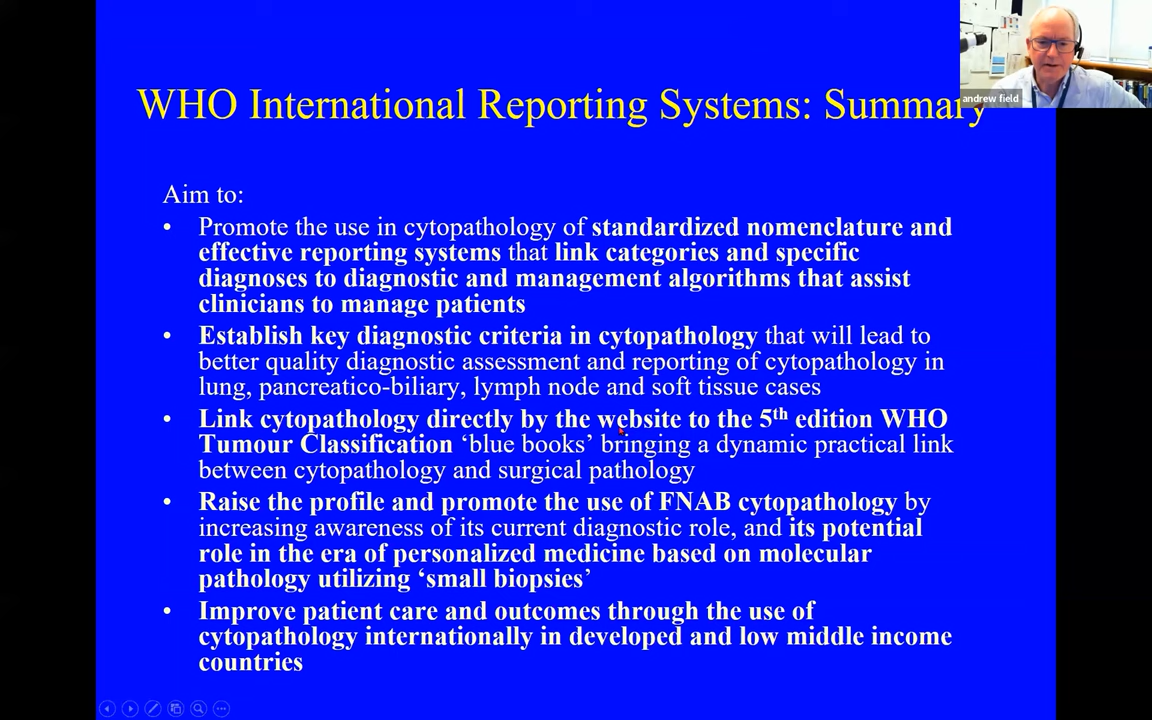 WHO International Reporting Systems: Summary
andrew field
Aim to:
• Promote the use in cytopathology of standardized nomenclature and
effective reporting systems that link categories and specific
diagnoses to diagnostic and management algorithms that assist
clinicians to manage patients
• Establish key diagnostic criteria in cytopathology that will lead to
better quality diagnostic assessment and reporting of cytopathology in
lung, pancreatico-biliary, lymph node and soft tissue cases
• Link cytopathology directly by the website to the 5th edition WHO
Tumour Classification ‘blue books’ bringing a dynamic practical link
between cytopathology and surgical pathology
• Raise the profile and promote the use of FNAB cytopathology by
increasing awareness of its current diagnostic role, and its potential
role in the era of personalized medicine based on molecular
pathology utilizing ‘small biopsies’
• Improve patient care and outcomes through the use of
cytopathology internationally in developed and low middle income
countries